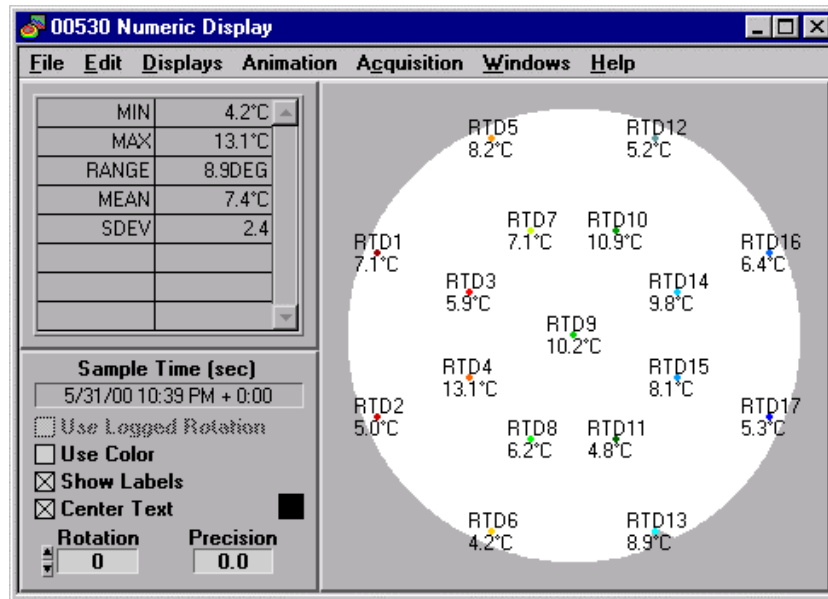 00530 Numeric Display
File Edit Displays Animation Acquisition Windows Help
MIN 4.2°C
MAX 13.1°C
RANGE 8.9DEG
MEAN 7.4°C
SDEV 2.4
Sample Time (sec)
5/31/00 10:39 PM + 0:00
Use Logged Rotation
Use Color
Show Labels
Center Text
Rotation Precision
0 0.0
RTD5 RTD12
8.2°C 5.2°C
RTD7 RTD10
7.1°C 10.9°C
RTD1 RTD16
7.1°C 6.4°C
RTD3 RTD14
5.9°C 9.8°C
RTD9
10.2°C
RTD4 RTD15
13.1°C 8.1°C
RTD2 RTD17
5.0°C 5.3°C
RTD8 RTD11
6.2°C 4.8°C
RTD6 RTD13
4.2°C 8.9°C